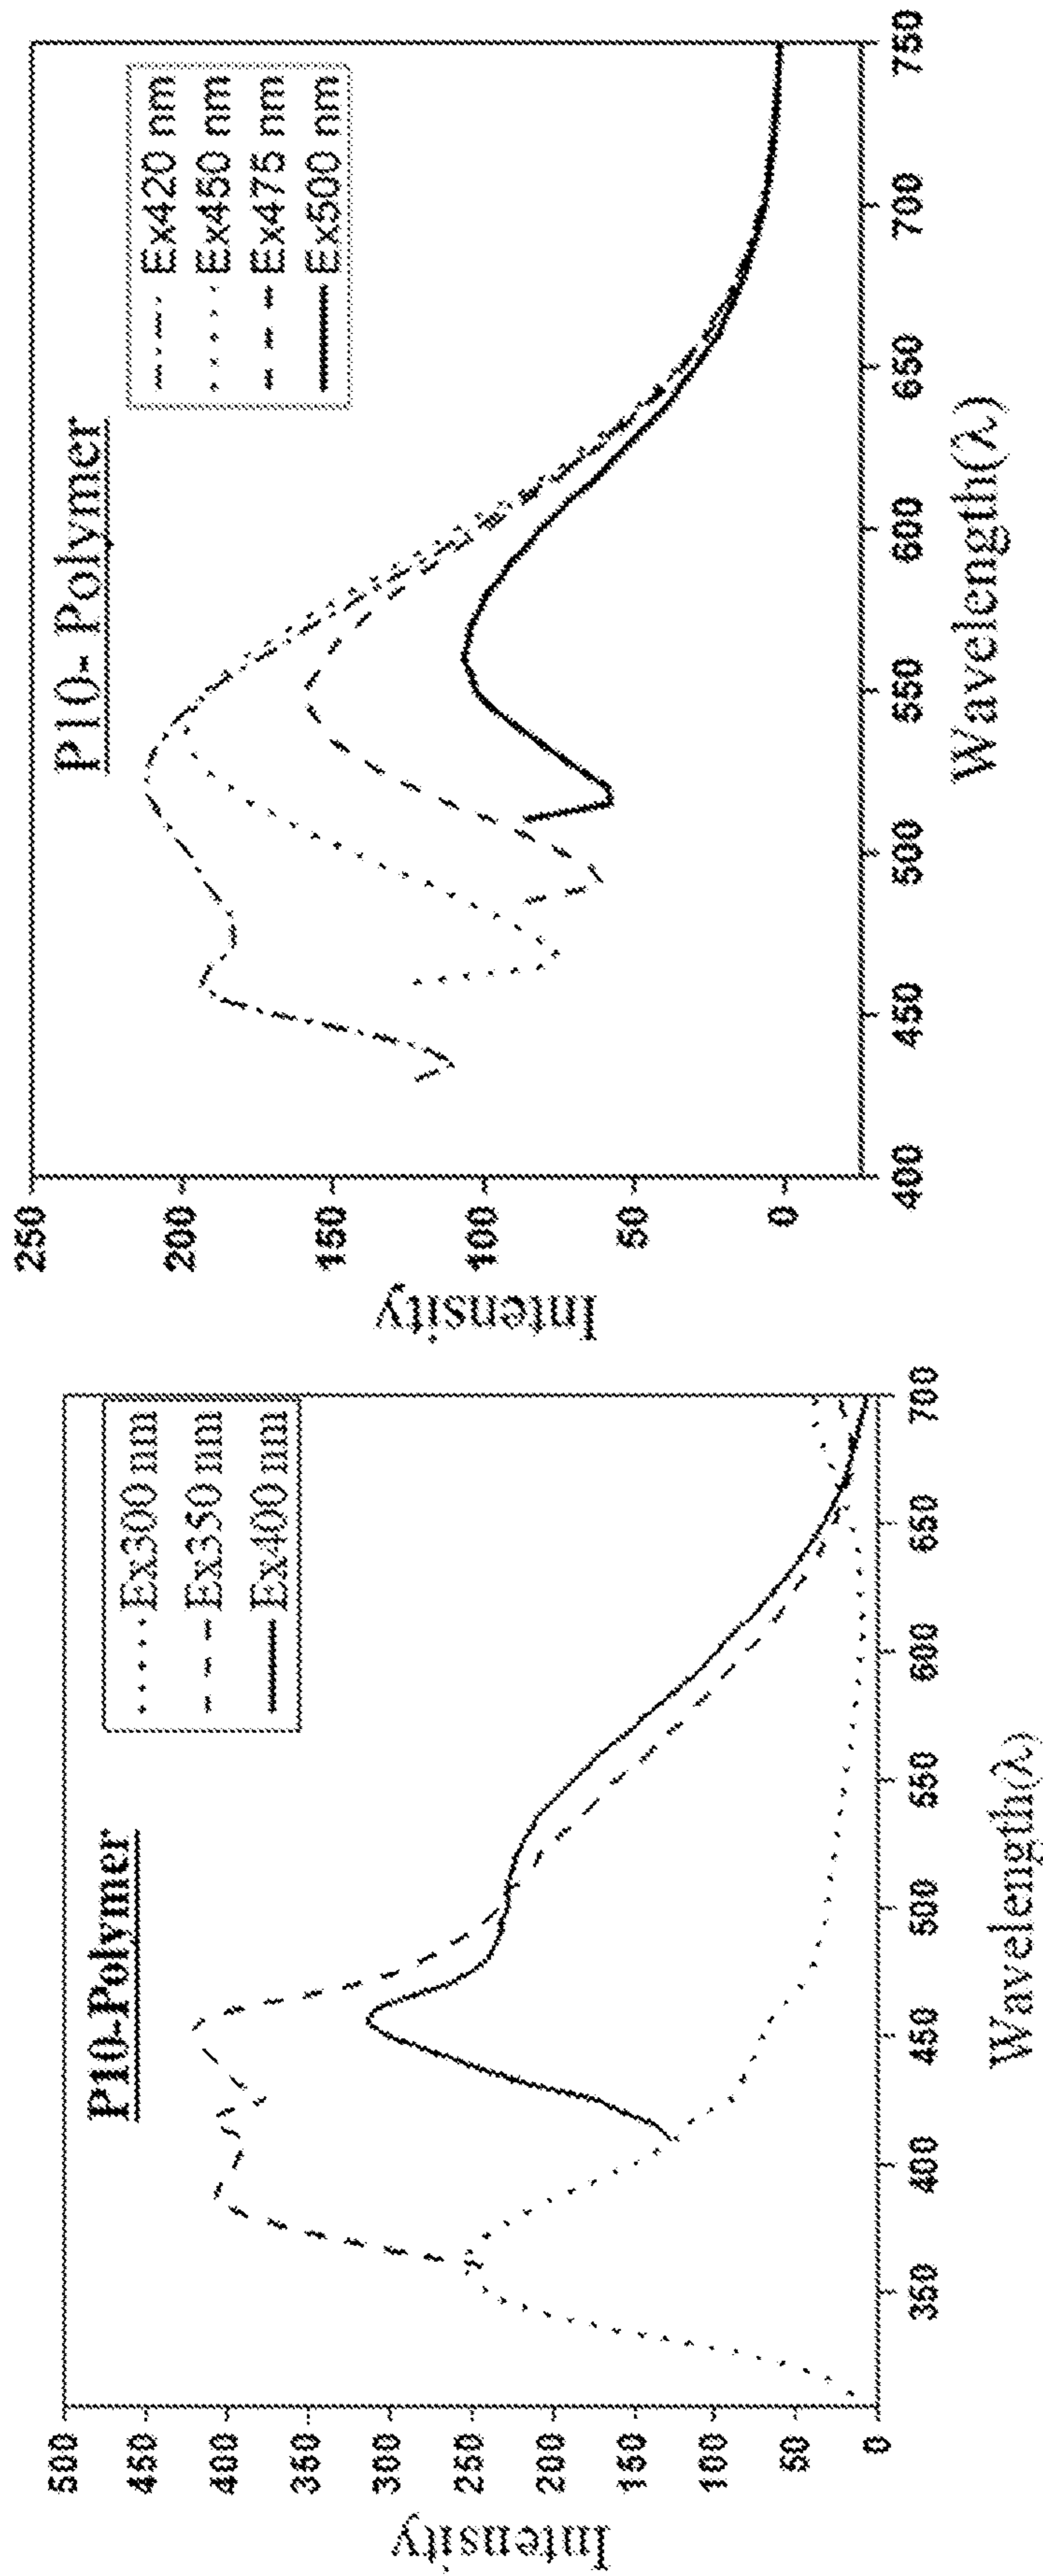 P10-Polymer
Ex300 nm
Ex350 nm
Ex400 nm
Intensity
500
450
400
350
300
250
200
150
100
50
0
350
400
450
500
550
600
650
700
Wavelength(λ)
P10- Polymer
Ex420 nm
Ex450 nm
Ex475 nm
Ex500 nm
Intensity
250
200
150
100
50
0
400
450
500
550
600
650
700
750
Wavelength(λ)